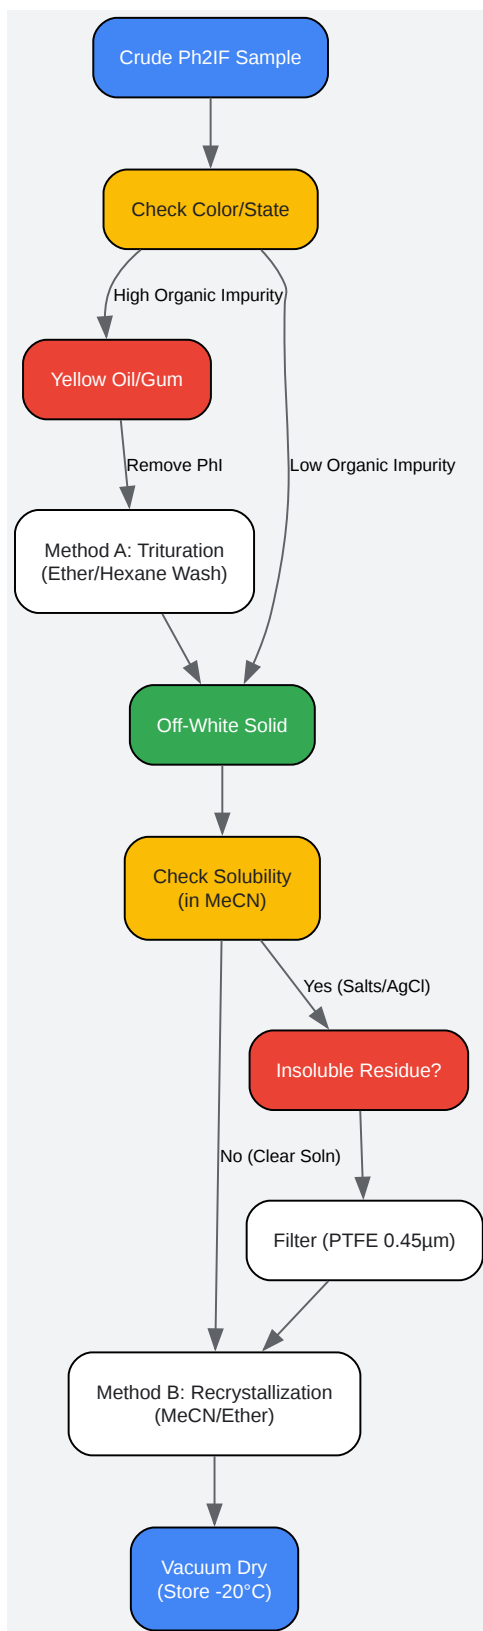 Crude Ph2IF Sample
Check Color/State
High Organic Impurity
Yellow Oil/Gum
Remove PhI
Low Organic Impurity
Method A: Trituration
(Ether/Hexane Wash)
Off-White Solid
Check Solubility
(in MeCN)
Yes (Salts/AgCl)
Insoluble Residue?
No (Clear Soln)
Filter (PTFE 0.45µm)
Method B: Recrystallization
(MeCN/Ether)
Vacuum Dry
(Store -20°C)